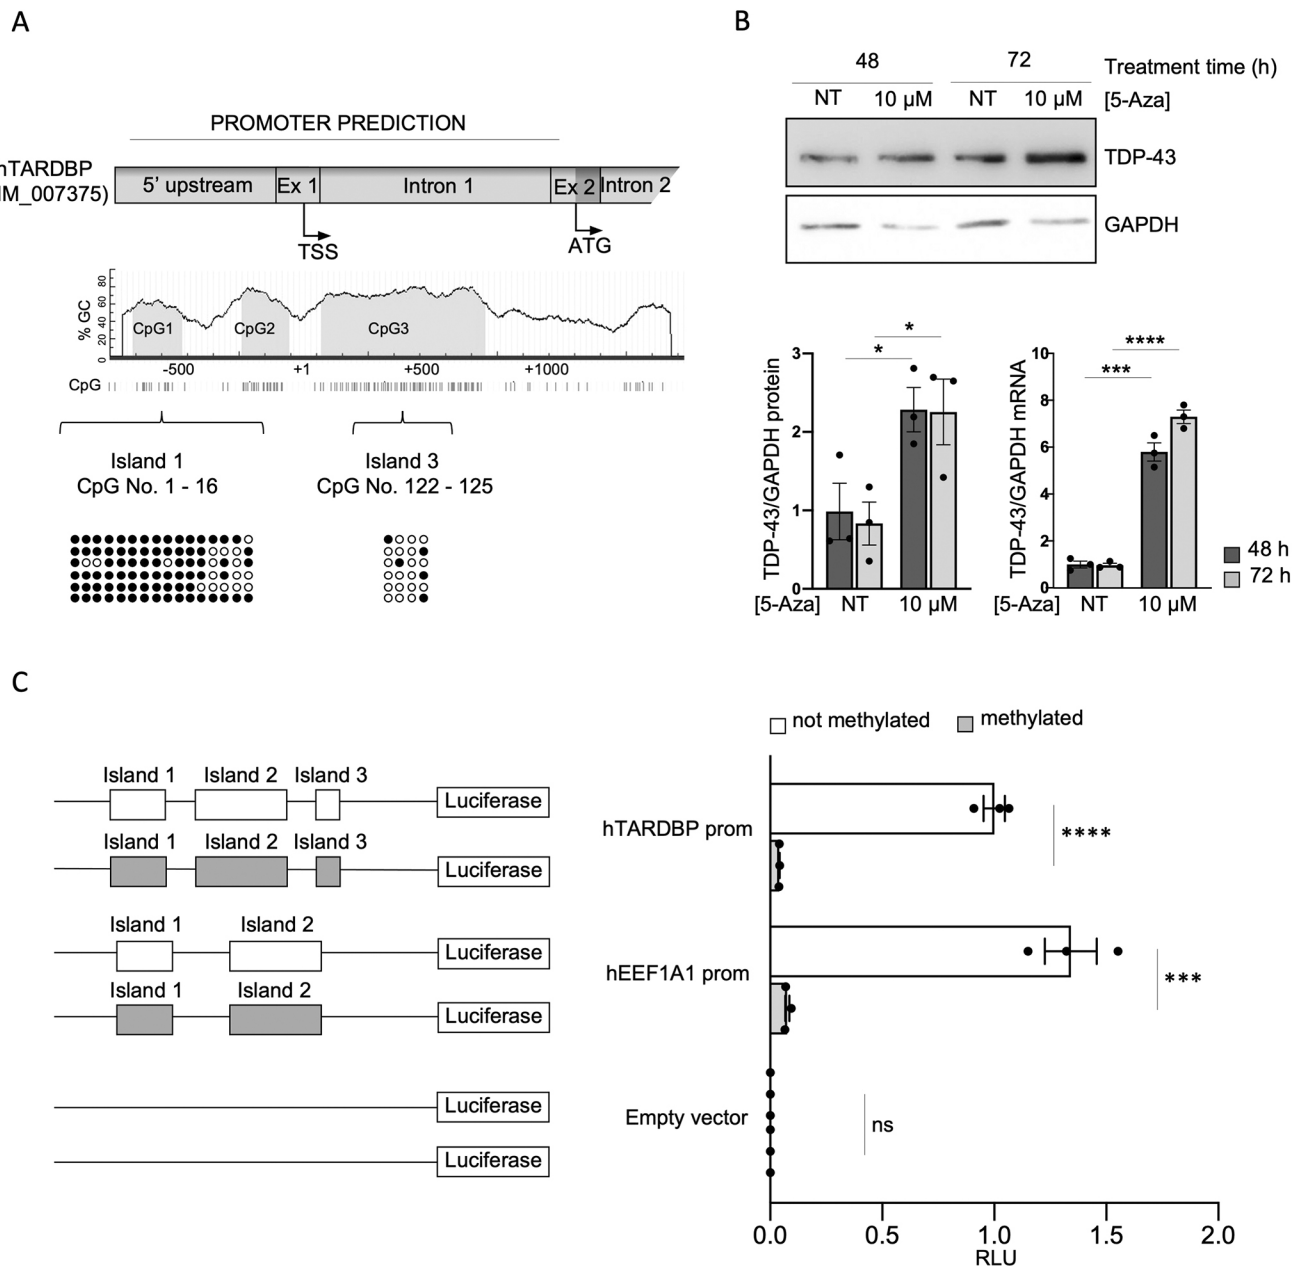 A
PROMOTER PREDICTION
hTARDBP
(NM_007375)
5' upstream
Ex 1
Intron 1
Ex 2
Intron 2
TSS
ATG
% GC
0 20 40 60 80
CpG1
CpG2
CpG3
-500
+1
+500
+1000
CpG
Island 1
CpG No. 1 - 16
Island 3
CpG No. 122 - 125
B
48
72
Treatment time (h)
NT
10 µM
NT
10 µM
[5-Aza]
TDP-43
GAPDH
TDP-43/GAPDH protein
3
2
1
0
*
*
[5-Aza]
NT
10 µM
TDP-43/GAPDH mRNA
10
8
6
4
2
0
***
****
[5-Aza]
NT
10 µM
48 h
72 h
C
Island 1
Island 2
Island 3
Luciferase
Island 1
Island 2
Island 3
Luciferase
Island 1
Island 2
Luciferase
Island 1
Island 2
Luciferase
Luciferase
Luciferase
not methylated
methylated
hTARDBP prom
****
hEEF1A1 prom
***
Empty vector
ns
0.0
0.5
1.0
1.5
2.0
RLU